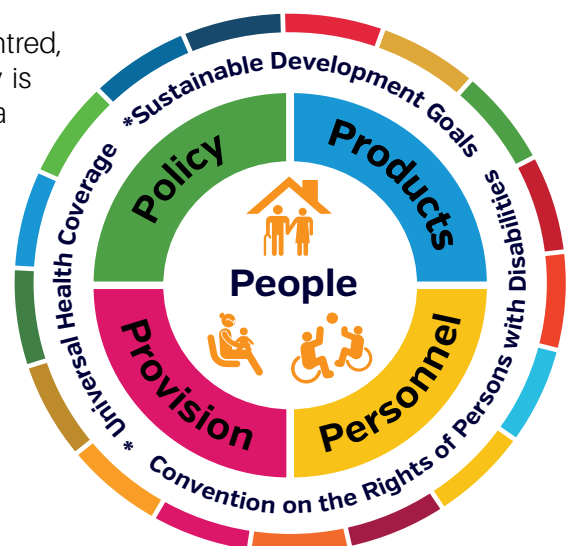 ntred,
is
a
*Sustainable Development Goals
* Universal Health Coverage
Convention on the Rights of Persons with Disabilities
Policy
Products
People
Provision
Personnel